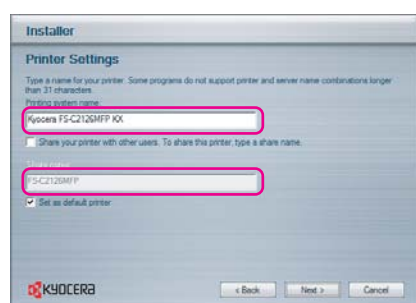 Installer
Printer Settings
Type a name for your printer. Some programs do not support printer and server name combinations longer
than 31 characters.
Printing system name:
Kyocera FS-C2126MFP KX
Share your printer with other users. To share this printer, type a share name.
Share name:
FS-C2126MFP
Set as default printer
KYOCERA
< Back
Next >
Cancel